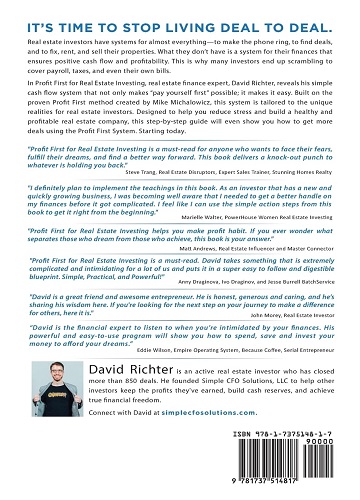 IT'S TIME TO STOP LIVING DEAL TO DEAL.
Real estate investors have systems for almost everything—to make the phone ring, to find deals,
and to fix, rent, and sell their properties. What they don't have is a system for their finances that
ensures positive cash flow and profitability. This is why many investors end up scrambling to
cover payroll, taxes, and even their own bills.
In Profit First for Real Estate Investing, real estate finance expert, David Richter, reveals his simple
cash flow system that not only makes "pay yourself first" possible; it makes it easy. Built on the
proven Profit First method created by Mike Michalowicz, this system is tailored to the unique
realities for real estate investors. Designed to help you reduce stress and build a healthy and
profitable real estate company, this step-by-step guide will even show you how to get more
deals using the Profit First System. Starting today.
"Profit First for Real Estate Investing is a must-read for anyone who wants to face their fears,
fulfill their dreams, and find a better way forward. This book delivers a knock-out punch to
whatever is holding you back."
Steve Trang, Real Estate Disruptors, Expert Sales Trainer, Stunning Homes Realty
"I definitely plan to implement the teachings in this book. As an investor that has a new and
quickly growing business, I was becoming well aware that I needed to get a better handle on
my finances before it got complicated. I feel like I can use the simple action steps from this
book to get it right from the beginning."
Marielle Walter, PowerHouse Women Real Estate Investing
"Profit First for Real Estate Investing helps you make profit habit. If you ever wonder what
separates those who dream from those who achieve, this book is your answer."
Matt Andrews, Real Estate Influencer and Master Connector
"Profit First for Real Estate Investing is a must-read. David takes something that is extremely
complicated and intimidating for a lot of us and puts it in a super easy to follow and digestible
blueprint. Simple, Practical, and Powerful!"
Anny Draginova, Ivo Draginov, and Jesse Burrell BatchService
"David is a great friend and awesome entrepreneur. He is honest, generous and caring, and he's
sharing his wisdom here. If you're looking for the next step on your journey to make a difference
for others, here it is."
John Morey, Real Estate Investor
"David is the financial expert to listen to when you're intimidated by your finances. His
powerful and easy-to-use program will show you how to spend, save and invest your
money to afford your dreams."
Eddie Wilson, Empire Operating System, Because Coffee, Serial Entrepreneur
David Richter is an active real estate investor who has
closed more than 850 deals. He founded Simple CFO Solutions, LLC to help other
investors keep the profits they've earned, build cash reserves, and achieve
true financial freedom.
Connect with David at simplecfosolutions.com.
ISBN 978-1-7375148-1-7
90000
9 781737 514817